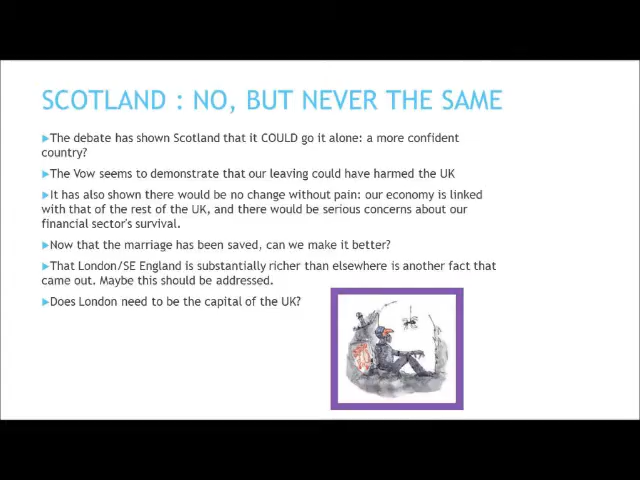 SCOTLAND : NO, BUT NEVER THE SAME
The debate has shown Scotland that it COULD go it alone: a more confident
country?
The Vow seems to demonstrate that our leaving could have harmed the UK
It has also shown there would be no change without pain: our economy is linked
with that of the rest of the UK, and there would be serious concerns about our
financial sector's survival.
Now that the marriage has been saved, can we make it better?
That London/SE England is substantially richer than elsewhere is another fact that
came out. Maybe this should be addressed.
Does London need to be the capital of the UK?